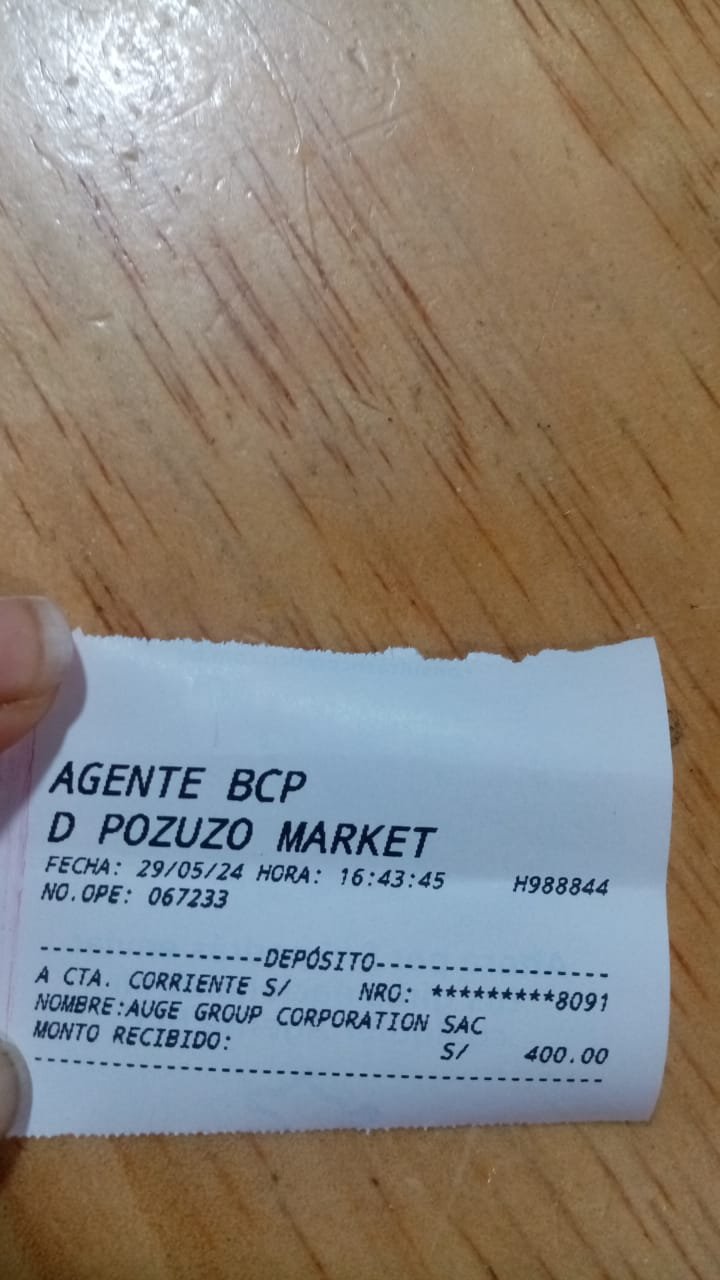 AGENTE BCP
D POZUZO MARKET
FECHA: 29/05/24 HORA: 16:43:45 H988844
NO.OPE: 067233
-----------------DEPÓSITO------------------
A CTA. CORRIENTE S/ NRO: *********8091
NOMBRE:AUGE GROUP CORPORATION SAC
MONTO RECIBIDO: S/ 400.00
--------------------------------------------